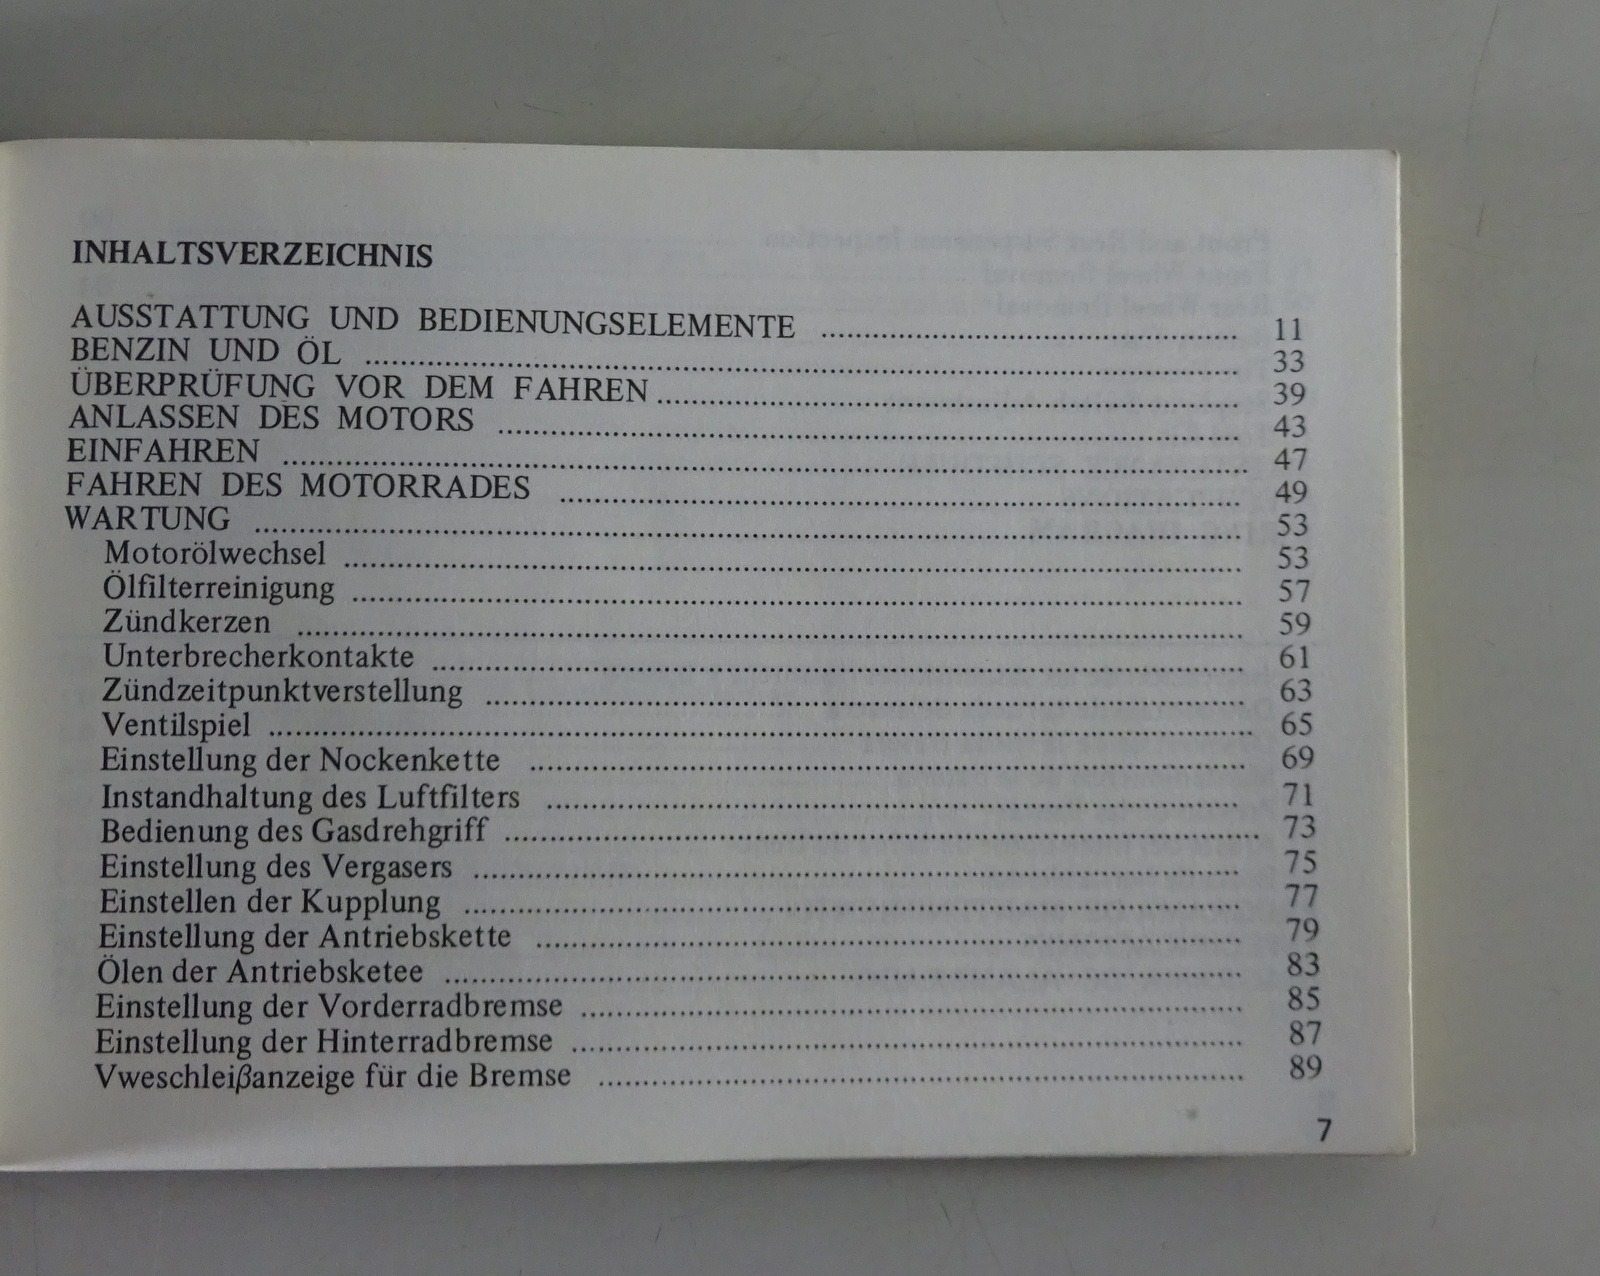 INHALTSVERZEICHNIS
AUSSTATTUNG UND BEDIENUNGSELEMENTE ........ 11
BENZIN UND ÖL ........ 33
ÜBERPRÜFUNG VOR DEM FAHREN ........ 39
ANLASSEN DES MOTORS ........ 43
EINFAHREN ........ 47
FAHREN DES MOTORRADES ........ 49
WARTUNG ........ 53
Motorölwechsel ........ 53
Ölfilterreinigung ........ 57
Zündkerzen ........ 59
Unterbrecherkontakte ........ 61
Zündzeitpunktverstellung ........ 63
Ventilspiel ........ 65
Einstellung der Nockenkette ........ 69
Instandhaltung des Luftfilters ........ 71
Bedienung des Gasdrehgriff ........ 73
Einstellung des Vergasers ........ 75
Einstellen der Kupplung ........ 77
Einstellung der Antriebskette ........ 79
Ölen der Antriebsketee ........ 83
Einstellung der Vorderradbremse ........ 85
Einstellung der Hinterradbremse ........ 87
Vweschleißanzeige für die Bremse ........ 89
7